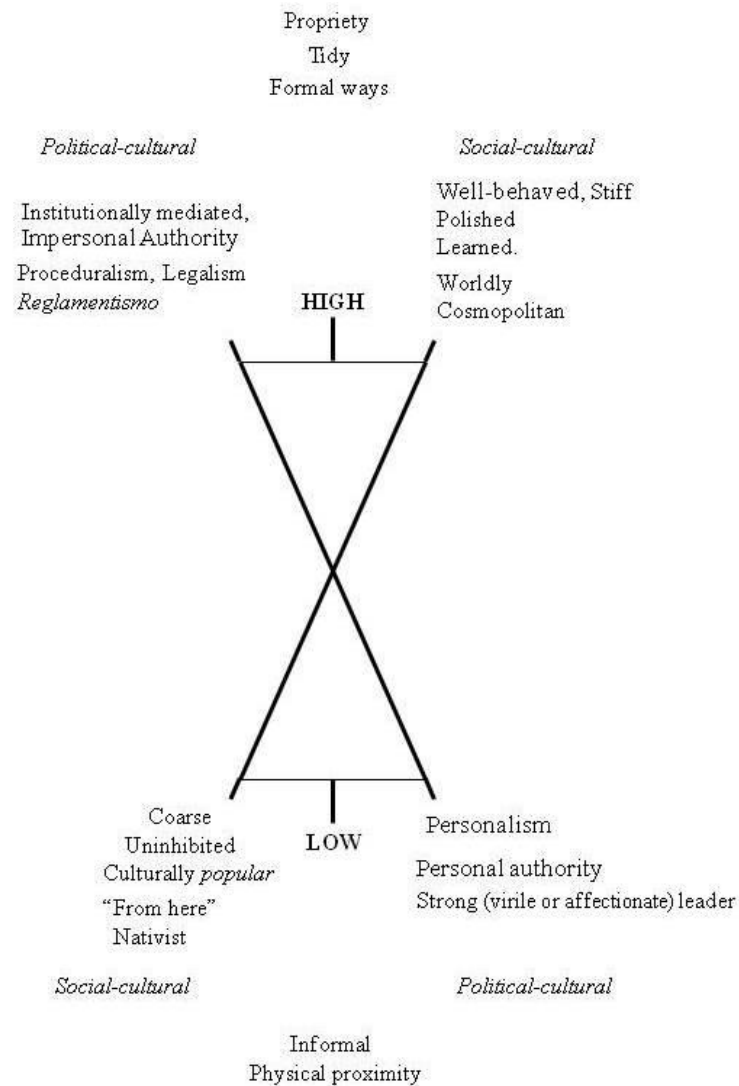 Propriety
Tidy
Formal ways
Political-cultural
Social-cultural
Institutionally mediated,
Impersonal Authority
Proceduralism, Legalism
Reglamentismo
Well-behaved, Stiff
Polished
Learned.
Worldly
Cosmopolitan
HIGH
LOW
Coarse
Uninhibited
Culturally popular
“From here”
Nativist
Personalism
Personal authority
Strong (virile or affectionate) leader
Social-cultural
Political-cultural
Informal
Physical proximity